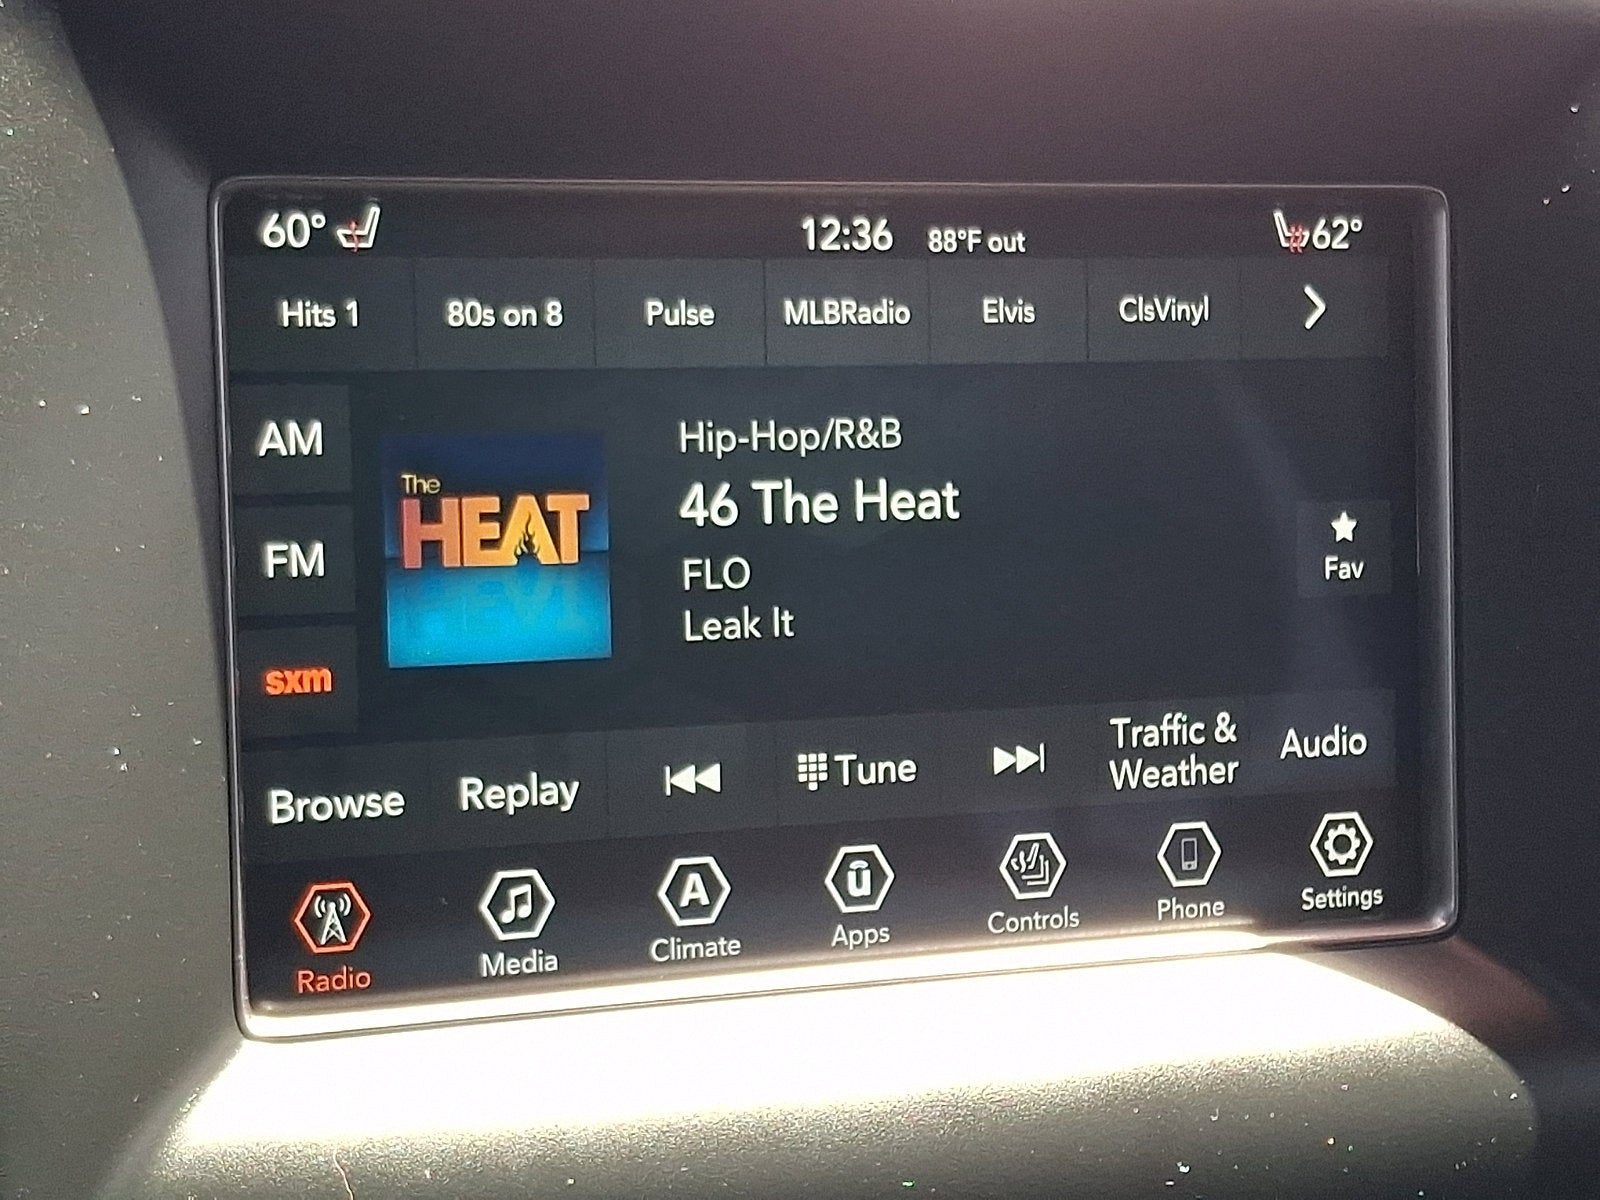 60° 12:36 88°F out 62°
Hits 1 80s on 8 Pulse MLBRadio Elvis ClsVinyl
AM
FM
sxm
The
HEAT
Hip-Hop/R&B
46 The Heat
FLO
Leak It
Fav
Browse Replay Tune Traffic & Weather Audio
A ū
Radio Media Climate Apps Controls Phone Settings